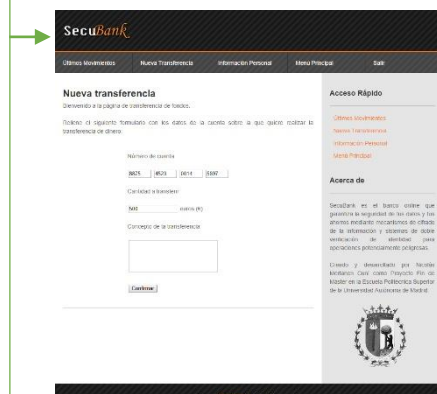 SecuBank
Últimos Movimientos Nueva Transferencia Información Personal Menú Principal Salir
Nueva transferencia
Bienvenido a la página de transferencia de fondos.
Rellene el siguiente formulario con los datos de la cuenta sobre la que quiere realizar la
transferencia de dinero.
Número de cuenta
Cantidad a transferir
500 euros (€)
Concepto de la transferencia
Confirmar
Acceso Rápido
Últimos Movimientos
Nueva Transferencia
Información Personal
Menú Principal
Acerca de
SecuBank es el banco online que
garantiza la seguridad de tus datos y tus
ahorros mediante mecanismos de cifrado
de la información y sistemas de doble
verificación de identidad para
operaciones potencialmente peligrosas.
Creado y desarrollado por Nicolás
como Proyecto Fin de
Máster en la Escuela Politécnica Superior
de la Universidad Autónoma de Madrid.